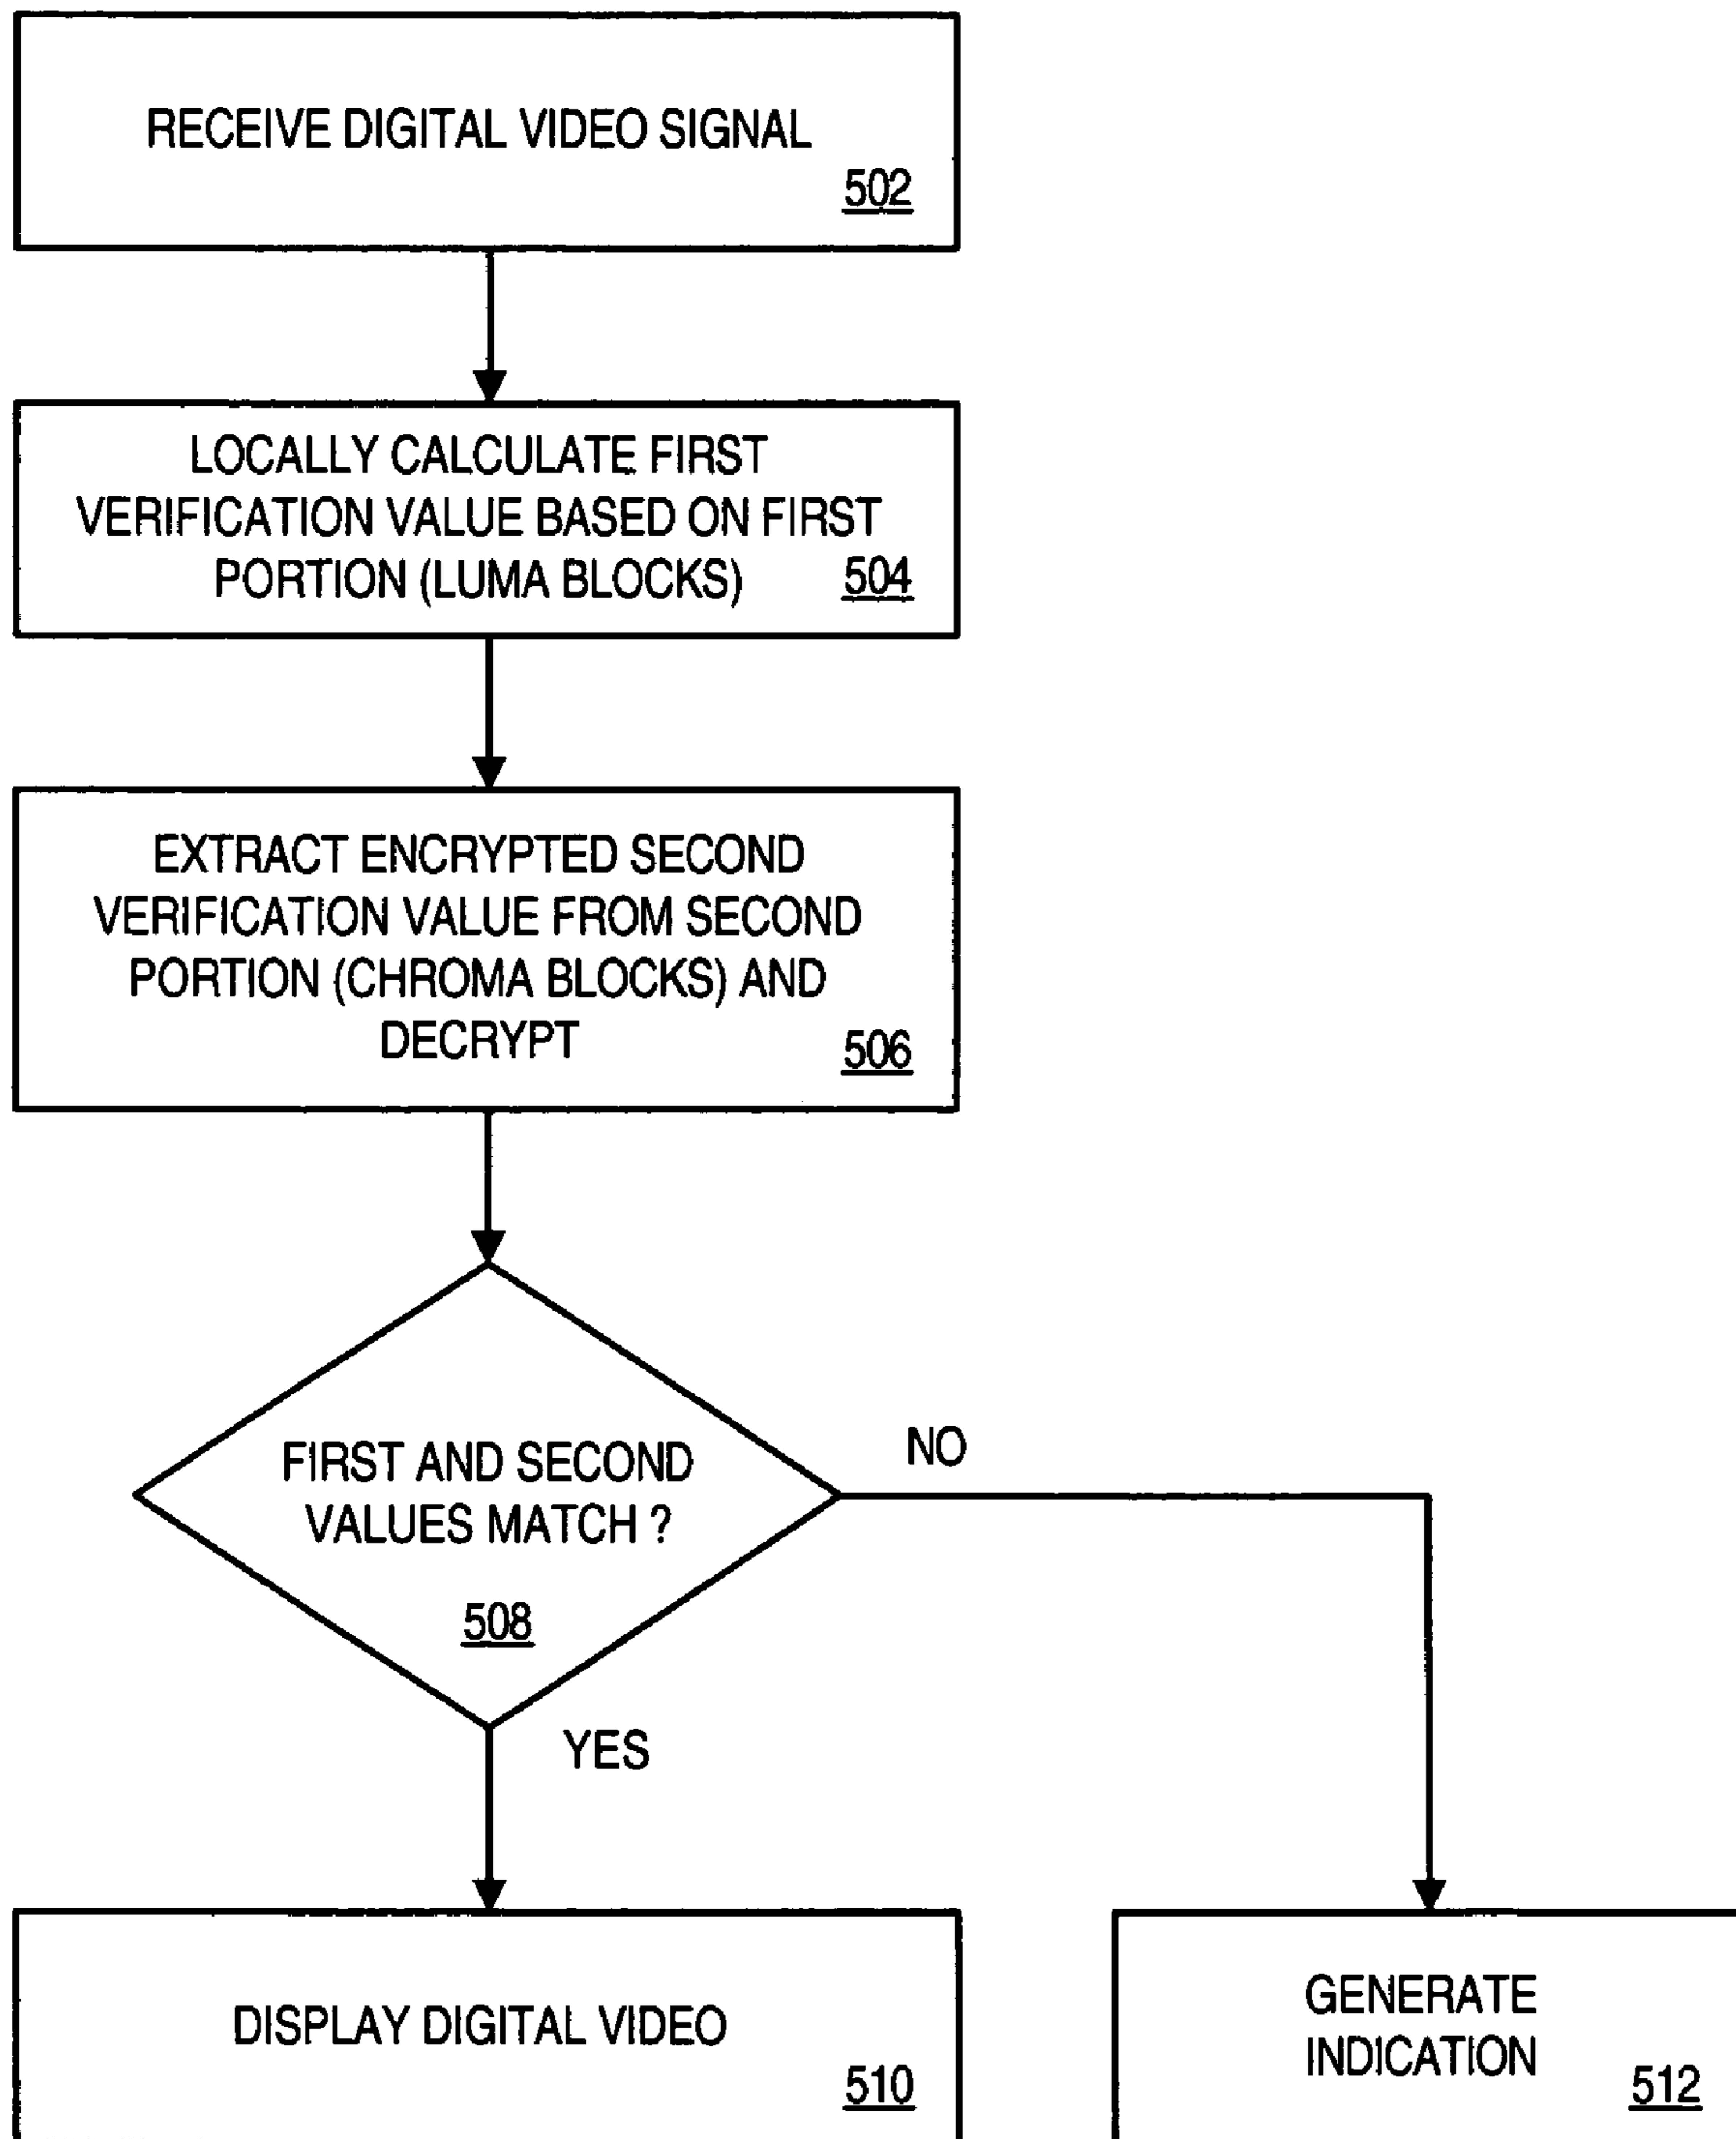 RECEIVE DIGITAL VIDEO SIGNAL
502
LOCALLY CALCULATE FIRST
VERIFICATION VALUE BASED ON FIRST
PORTION (LUMA BLOCKS)
504
EXTRACT ENCRYPTED SECOND
VERIFICATION VALUE FROM SECOND
PORTION (CHROMA BLOCKS) AND
DECRYPT
506
FIRST AND SECOND
VALUES MATCH ?
508
NO
YES
DISPLAY DIGITAL VIDEO
510
GENERATE
INDICATION
512